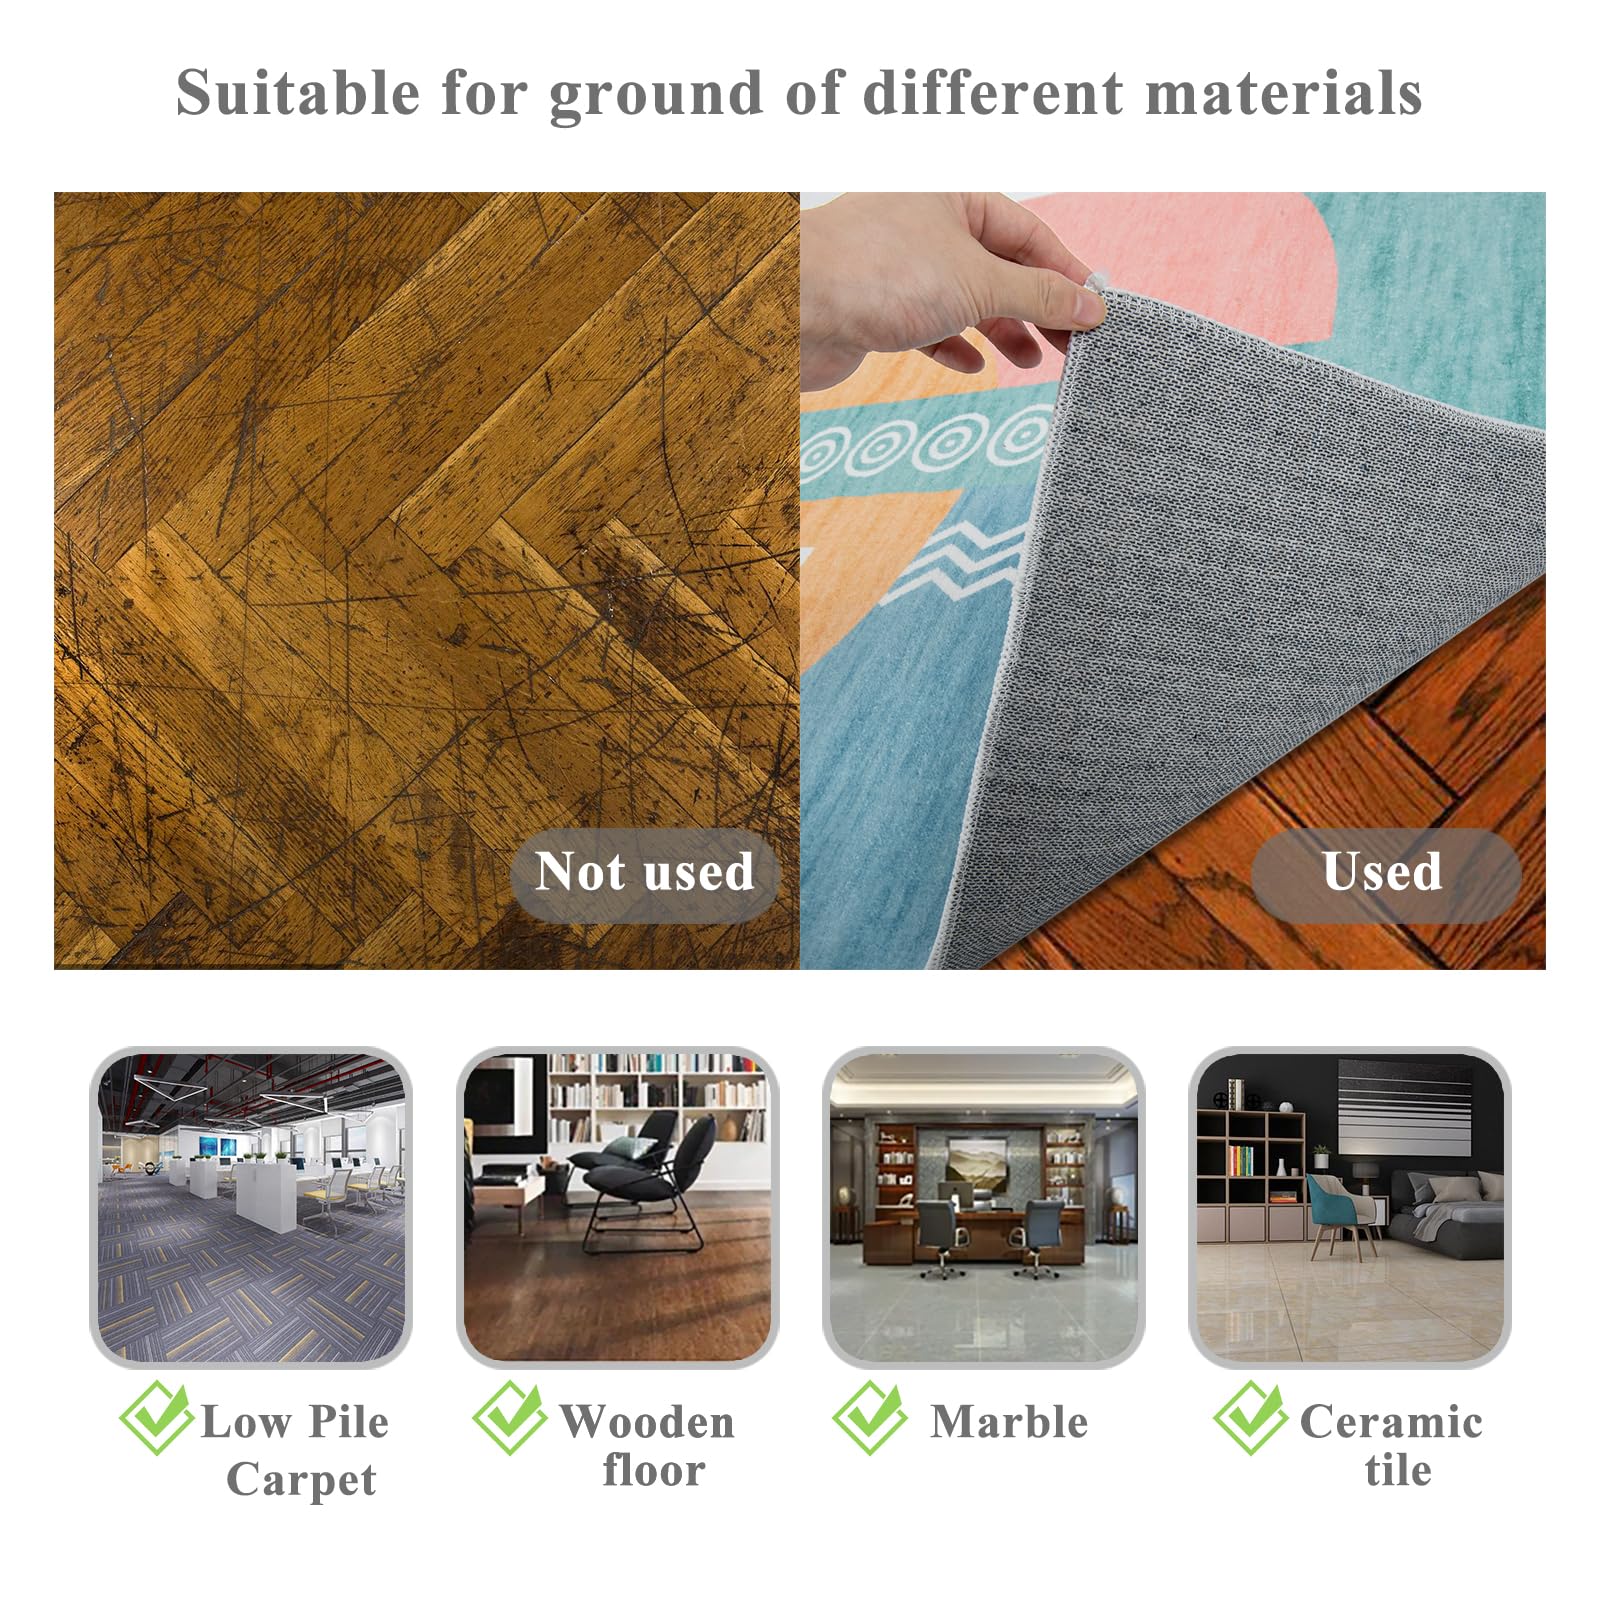 Suitable for ground of different materials
Not used
Used
Low Pile
Carpet
Wooden
floor
Marble
Ceramic
tile